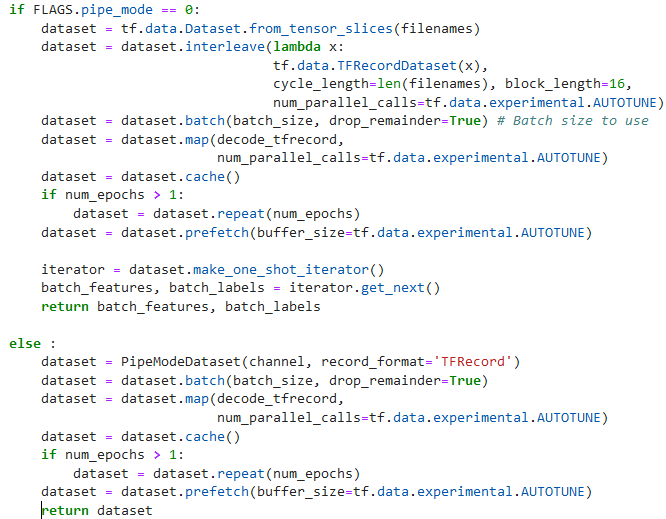 if FLAGS.pipe_mode == 0:
    dataset = tf.data.Dataset.from_tensor_slices(filenames)
    dataset = dataset.interleave(lambda x:
                                 tf.data.TFRecordDataset(x),
                                 cycle_length=len(filenames), block_length=16,
                                 num_parallel_calls=tf.data.experimental.AUTOTUNE)
    dataset = dataset.batch(batch_size, drop_remainder=True) # Batch size to use
    dataset = dataset.map(decode_tfrecord,
                          num_parallel_calls=tf.data.experimental.AUTOTUNE)
    dataset = dataset.cache()
    if num_epochs > 1:
        dataset = dataset.repeat(num_epochs)
    dataset = dataset.prefetch(buffer_size=tf.data.experimental.AUTOTUNE)

    iterator = dataset.make_one_shot_iterator()
    batch_features, batch_labels = iterator.get_next()
    return batch_features, batch_labels

else :
    dataset = PipeModeDataset(channel, record_format='TFRecord')
    dataset = dataset.batch(batch_size, drop_remainder=True)
    dataset = dataset.map(decode_tfrecord,
                          num_parallel_calls=tf.data.experimental.AUTOTUNE)
    dataset = dataset.cache()
    if num_epochs > 1:
        dataset = dataset.repeat(num_epochs)
    dataset = dataset.prefetch(buffer_size=tf.data.experimental.AUTOTUNE)
    return dataset